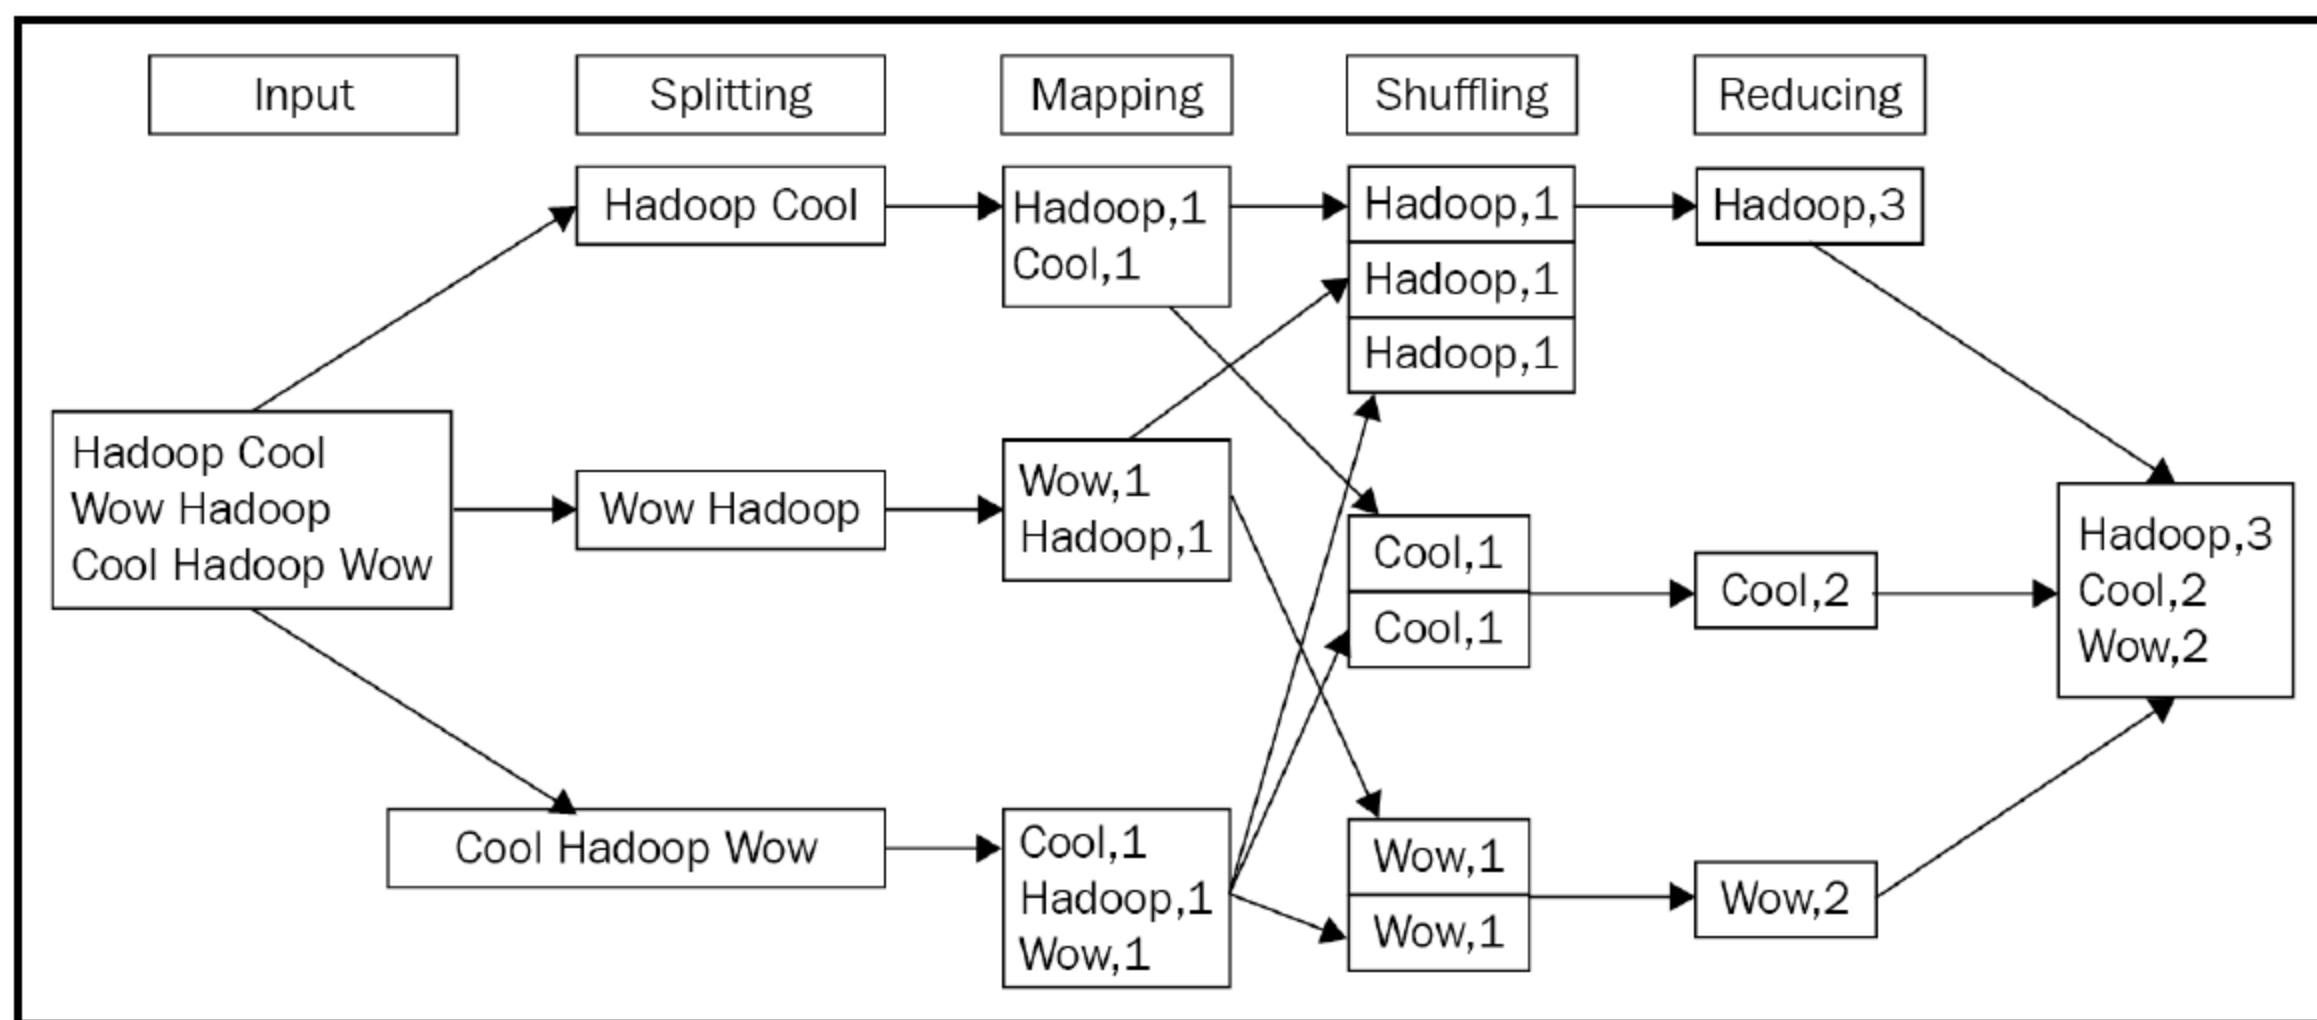 Input
Splitting
Mapping
Shuffling
Reducing
Hadoop Cool
Wow Hadoop
Cool Hadoop Wow
Hadoop Cool
Wow Hadoop
Cool Hadoop Wow
Hadoop,1
Cool,1
Wow,1
Hadoop,1
Cool,1
Hadoop,1
Wow,1
Hadoop,1
Hadoop,1
Hadoop,1
Cool,1
Cool,1
Wow,1
Wow,1
Hadoop,3
Cool,2
Wow,2
Hadoop,3
Cool,2
Wow,2